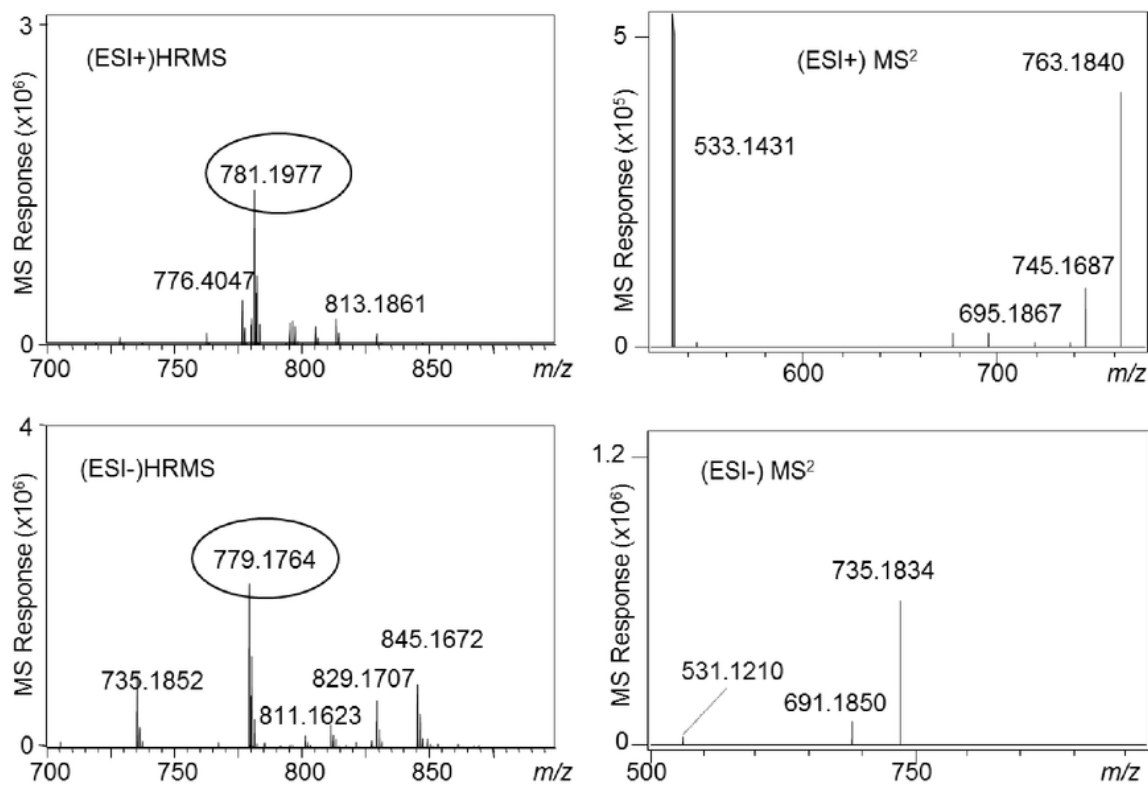 3
(ESI+)HRMS
MS Response (x10⁶)
781.1977
776.4047
813.1861
0
700 750 800 850 m/z
5
(ESI+) MS²
763.1840
MS Response (x10⁵)
533.1431
745.1687
695.1867
0
600 700 m/z
4
(ESI-)HRMS
MS Response (x10⁶)
779.1764
845.1672
735.1852
829.1707
811.1623
0
700 750 800 850 m/z
1.2
(ESI-) MS²
MS Response (x10⁶)
735.1834
531.1210
691.1850
0
500 750 m/z